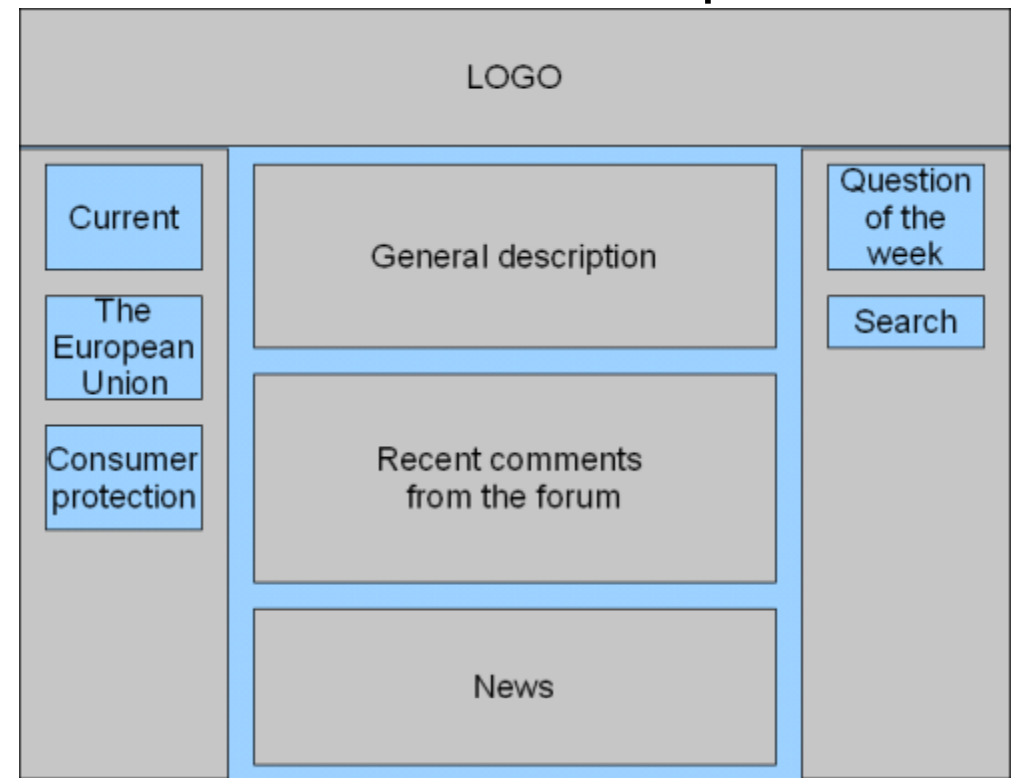 LOGO
Current
The
European
Union
Consumer
protection
General description
Recent comments
from the forum
News
Question
of the
week
Search